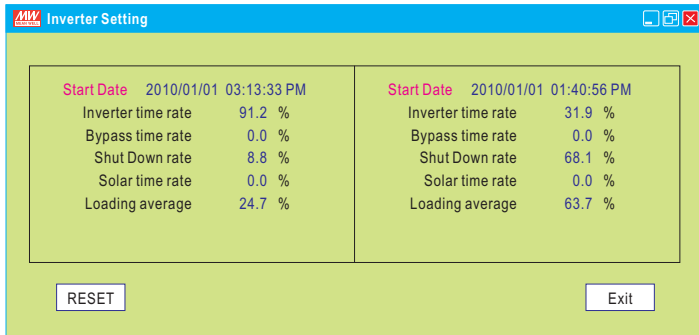 MW MEAN WELL Inverter Setting
Start Date 2010/01/01 03:13:33 PM
Inverter time rate 91.2 %
Bypass time rate 0.0 %
Shut Down rate 8.8 %
Solar time rate 0.0 %
Loading average 24.7 %
Start Date 2010/01/01 01:40:56 PM
Inverter time rate 31.9 %
Bypass time rate 0.0 %
Shut Down rate 68.1 %
Solar time rate 0.0 %
Loading average 63.7 %
RESET
Exit